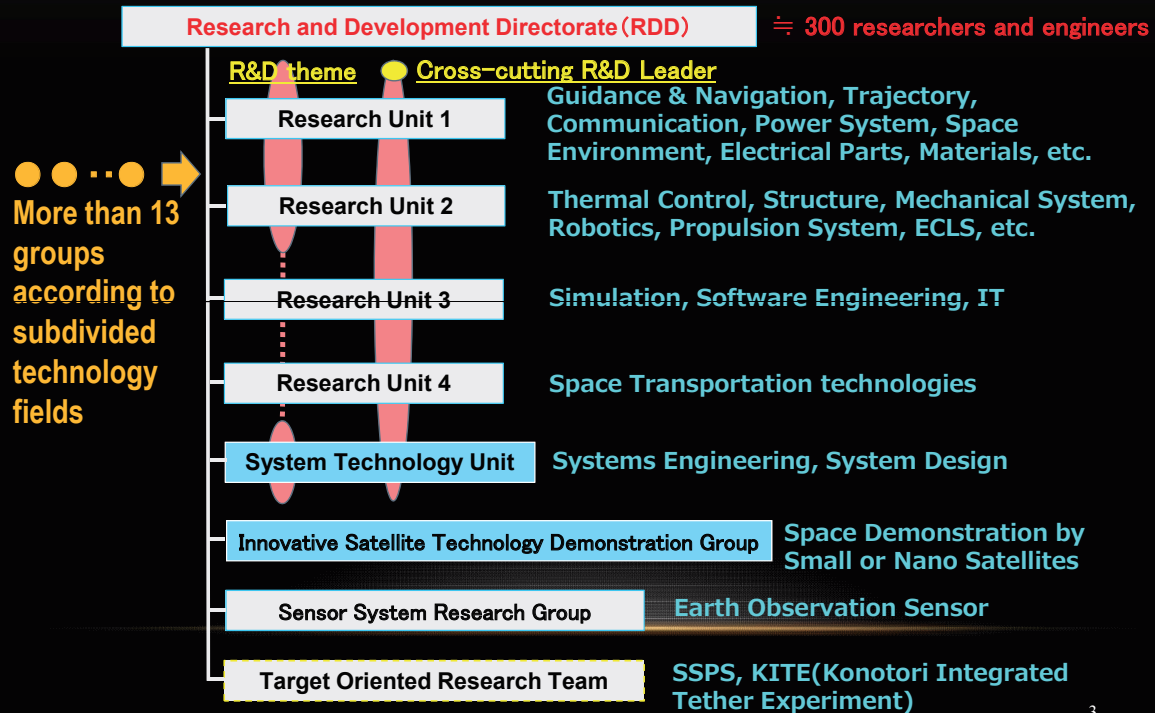 Research and Development Directorate(RDD)
≒ 300 researchers and engineers
R&D theme
Cross-cutting R&D Leader
Research Unit 1
Guidance & Navigation, Trajectory,
Communication, Power System, Space
Environment, Electrical Parts, Materials, etc.
More than 13
groups
according to
subdivided
technology
fields
Research Unit 2
Thermal Control, Structure, Mechanical System,
Robotics, Propulsion System, ECLS, etc.
Research Unit 3
Simulation, Software Engineering, IT
Research Unit 4
Space Transportation technologies
System Technology Unit
Systems Engineering, System Design
Innovative Satellite Technology Demonstration Group
Space Demonstration by
Small or Nano Satellites
Sensor System Research Group
Earth Observation Sensor
Target Oriented Research Team
SSPS, KITE(Konotori Integrated
Tether Experiment)
3